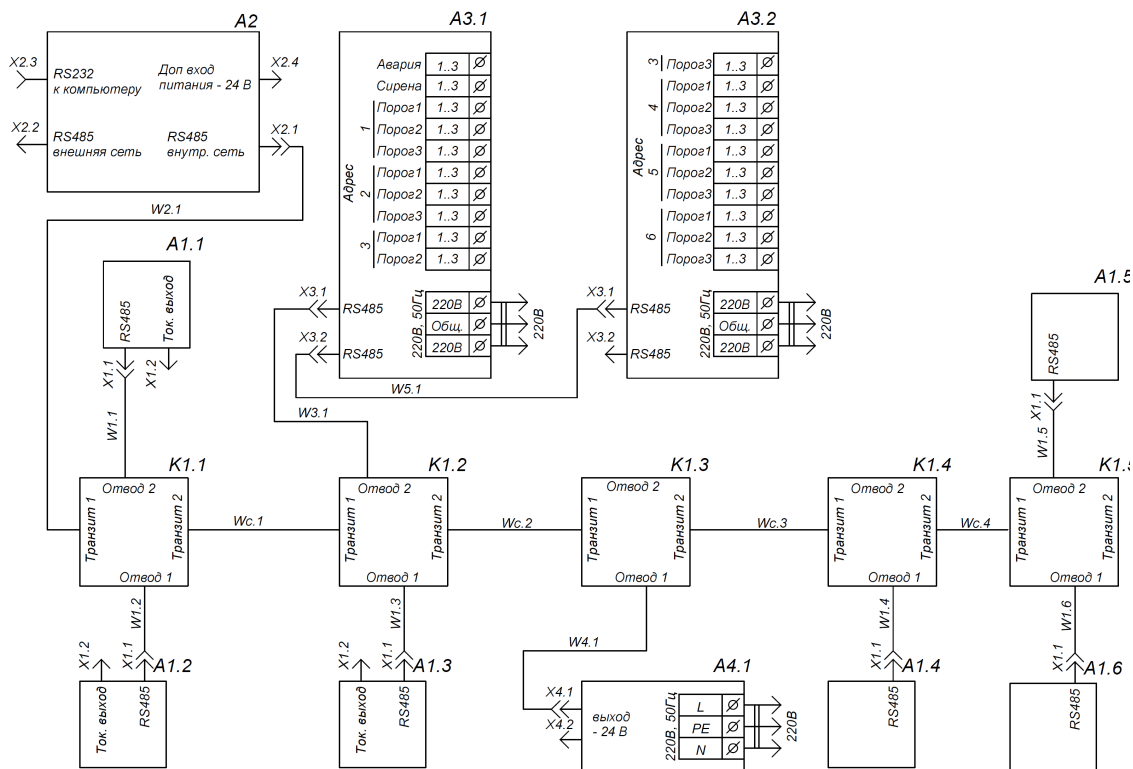 A2
X2.3
RS232
к компьютеру
Доп вход
питания - 24 В
X2.4
X2.2
RS485
внешняя сеть
RS485
внутр. сеть
X2.1
W2.1
A3.1
Авария 1..3
Сирена 1..3
Адрес
1
Порог1 1..3
Порог2 1..3
Порог3 1..3
2
Порог1 1..3
Порог2 1..3
Порог3 1..3
3
Порог1 1..3
Порог2 1..3
X3.1
RS485
X3.2
RS485
220В, 50Гц
220В
Общ.
220В
220В
A3.2
3
Порог3 1..3
Адрес
4
Порог1 1..3
Порог2 1..3
Порог3 1..3
5
Порог1 1..3
Порог2 1..3
Порог3 1..3
6
Порог1 1..3
Порог2 1..3
Порог3 1..3
X3.1
RS485
X3.2
RS485
220В, 50Гц
220В
Общ.
220В
220В
W5.1
W3.1
A1.1
RS485
Ток. выход
X1.1
X1.2
W1.1
A1.5
RS485
X1.1
W1.5
K1.1
Отвод 2
Транзит 1
Транзит 2
Отвод 1
Wc.1
K1.2
Отвод 2
Транзит 1
Транзит 2
Отвод 1
Wc.2
K1.3
Отвод 2
Транзит 1
Транзит 2
Отвод 1
Wc.3
K1.4
Отвод 2
Транзит 1
Транзит 2
Отвод 1
Wc.4
K1.5
Отвод 2
Транзит 1
Транзит 2
Отвод 1
W1.2
X1.2
X1.1
A1.2
Ток. выход
RS485
W1.3
X1.2
X1.1
A1.3
Ток. выход
RS485
W4.1
A4.1
X4.1
X4.2
выход
- 24 В
220В, 50Гц
L
PE
N
220В
W1.4
X1.1
A1.4
RS485
W1.6
X1.1
A1.6
RS485